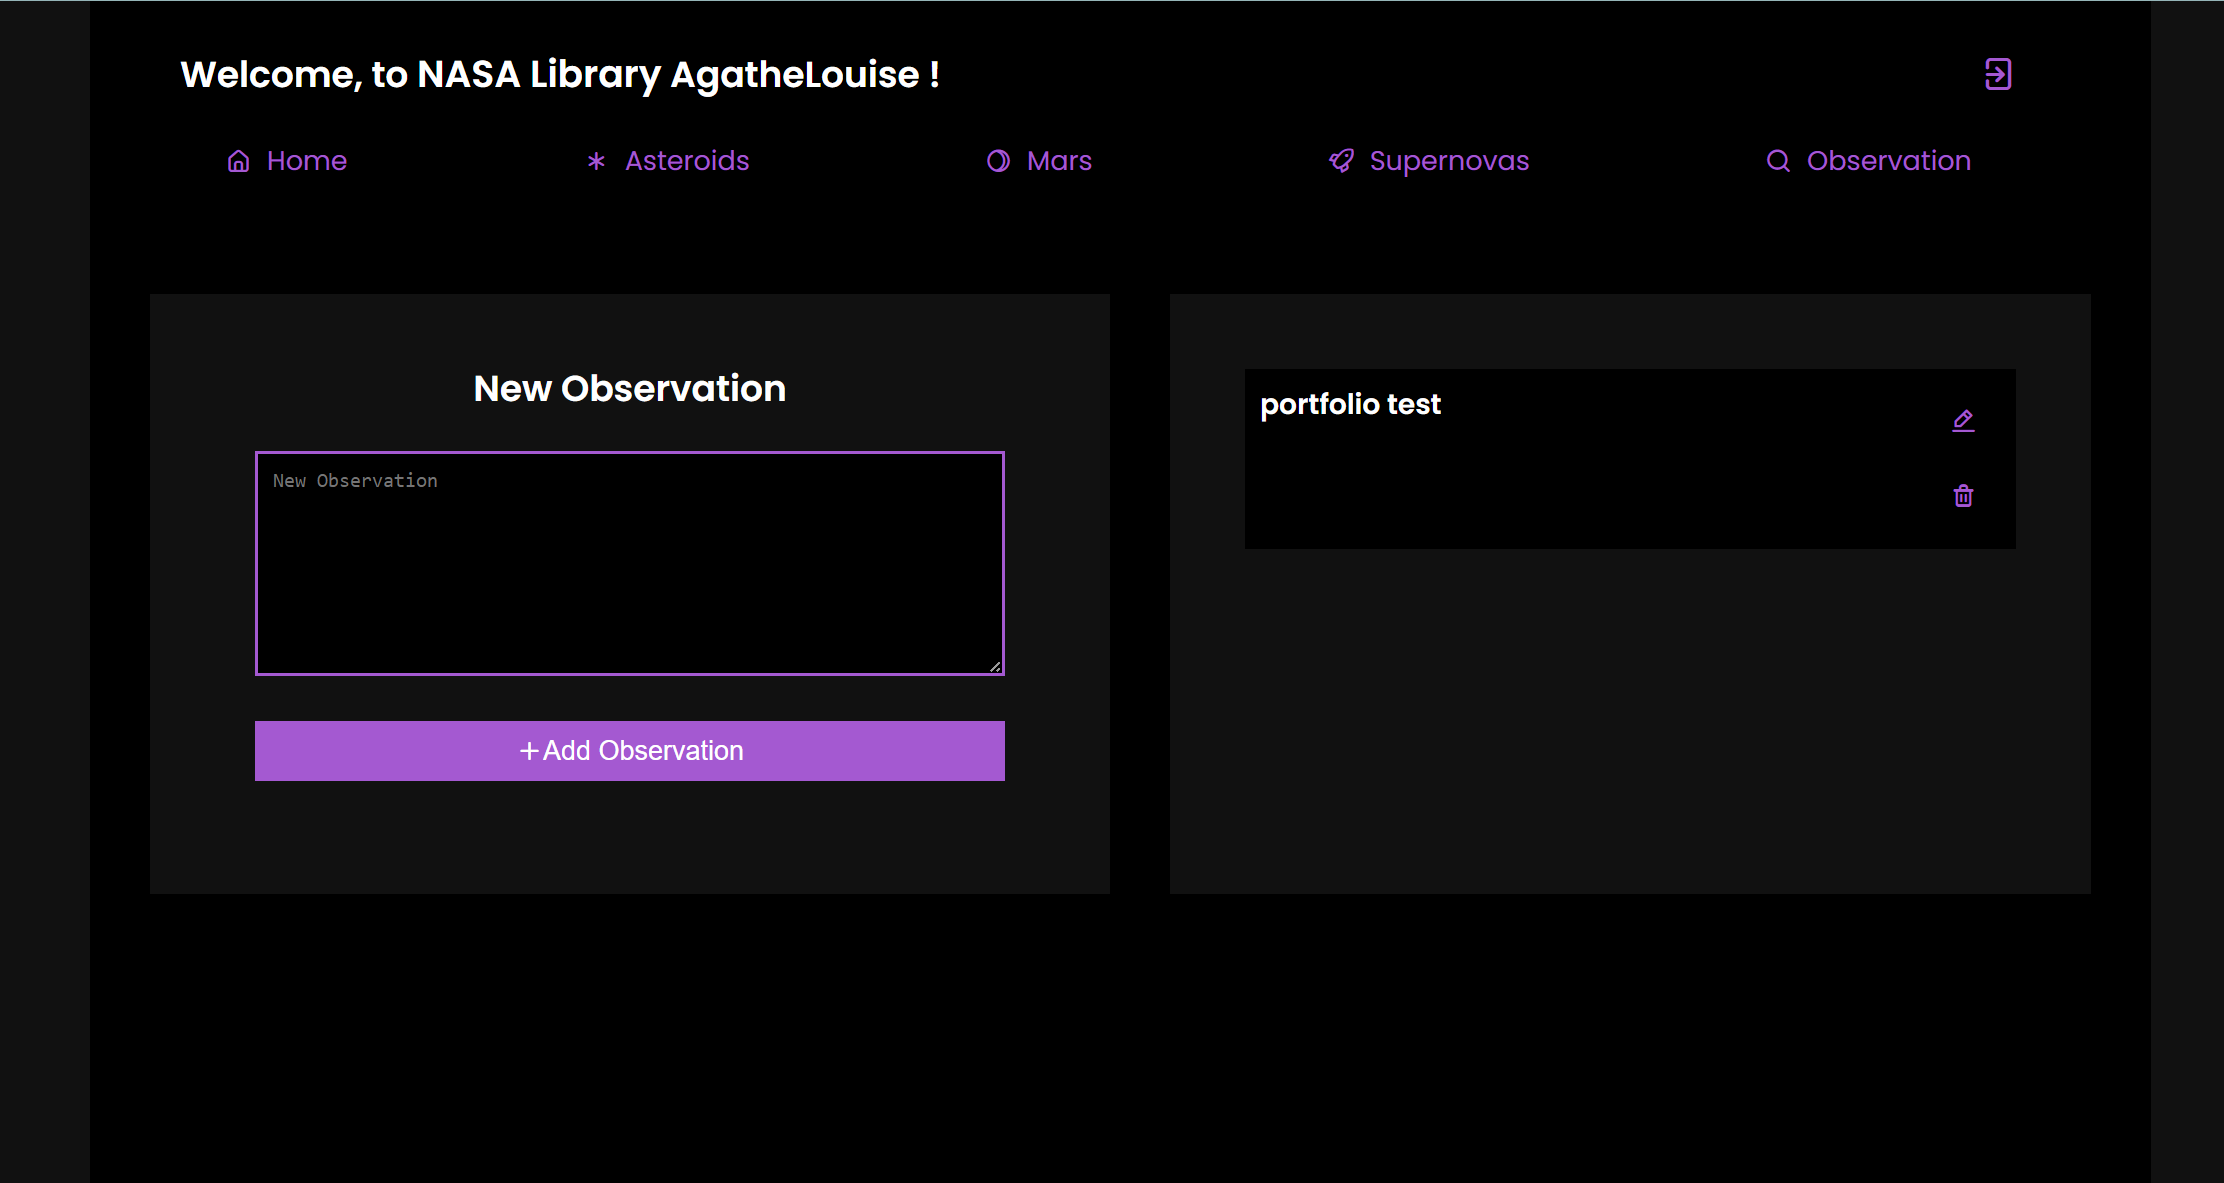 Welcome, to NASA Library AgatheLouise !
Home Asteroids Mars Supernovas Observation
New Observation
New Observation
+Add Observation
portfolio test